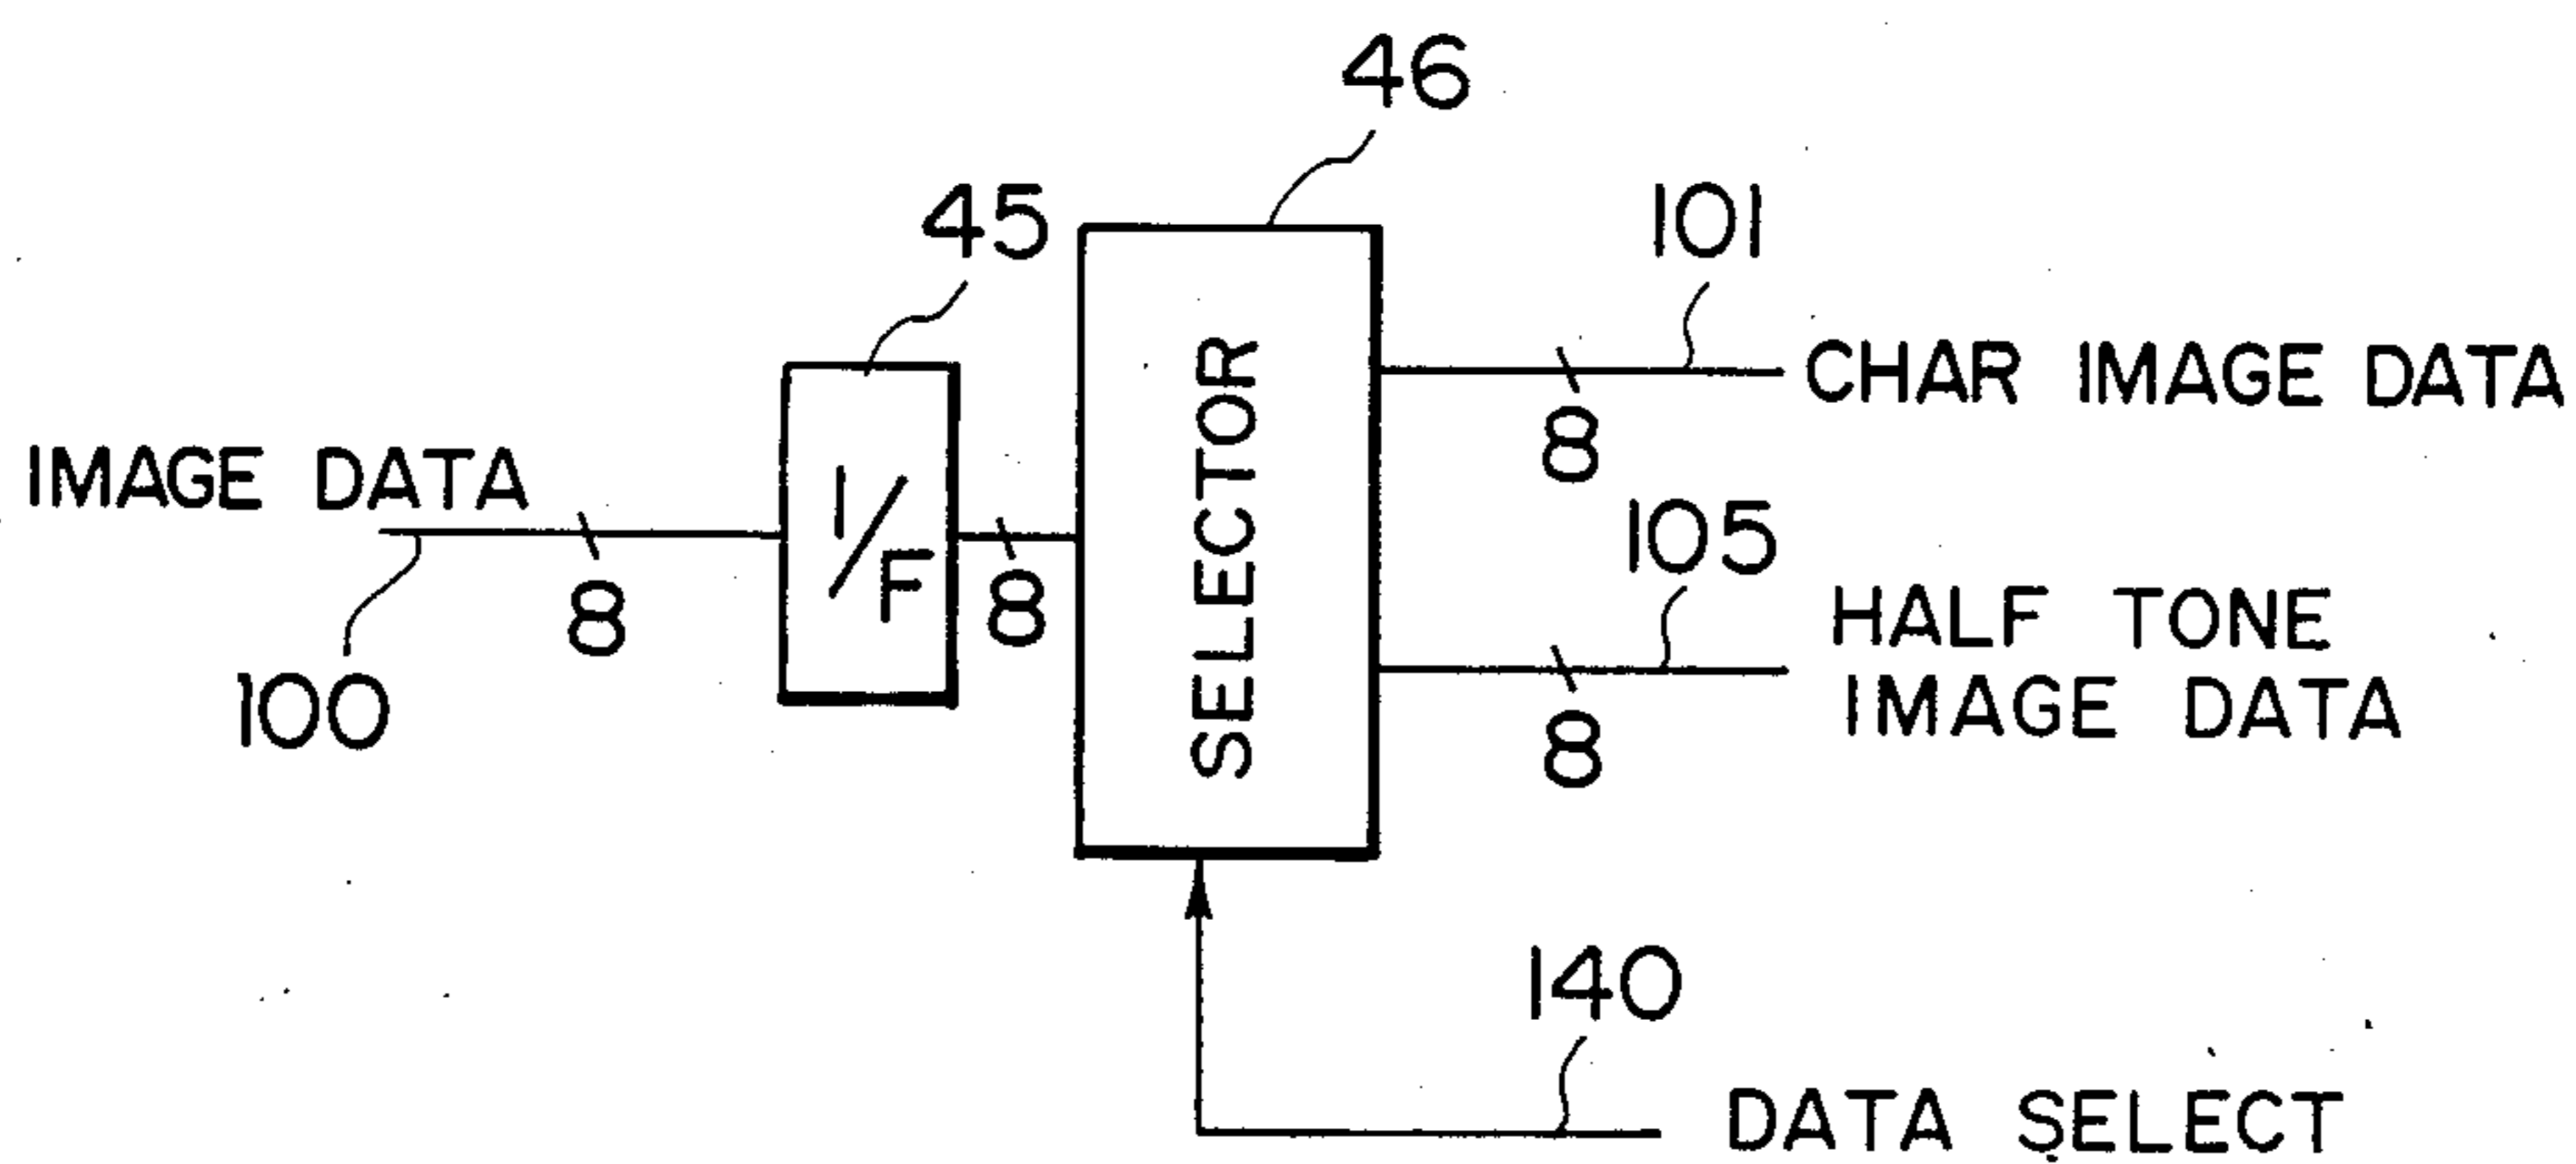 46
45
101
CHAR IMAGE DATA
8
IMAGE DATA
I/F
SELECTOR
8
8
100
105
HALF TONE
IMAGE DATA
8
140
DATA SELECT